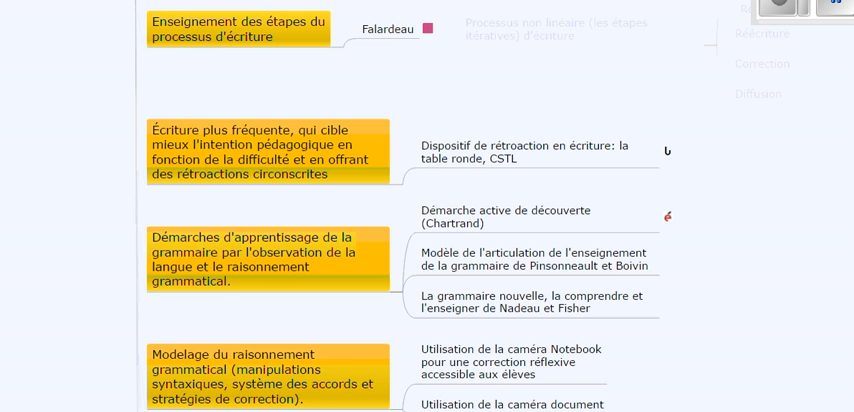 Enseignement des étapes du
processus d'écriture
Falardeau
Processus non linéaire (les étapes
itératives) d'écriture
Réécriture
Correction
Diffusion
Écriture plus fréquente, qui cible
mieux l'intention pédagogique en
fonction de la difficulté et en offrant
des rétroactions circonscrites
Dispositif de rétroaction en écriture: la
table ronde, CSTL
Démarches d'apprentissage de la
grammaire par l'observation de la
langue et le raisonnement
grammatical.
Démarche active de découverte
(Chartrand)
Modèle de l'articulation de l'enseignement
de la grammaire de Pinsonneault et Boivin
La grammaire nouvelle, la comprendre et
l'enseigner de Nadeau et Fisher
Modelage du raisonnement
grammatical (manipulations
syntaxiques, système des accords et
stratégies de correction).
Utilisation de la caméra Notebook
pour une correction réflexive
accessible aux élèves
Utilisation de la caméra document